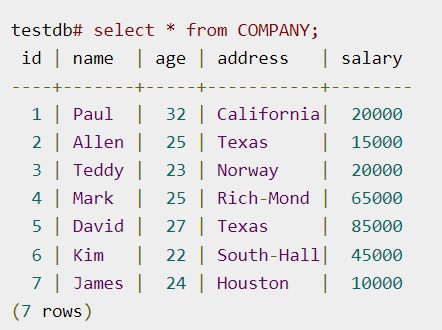 testdb# select * from COMPANY;
 id | name  | age | address   | salary
----+-------+-----+-----------+--------
  1 | Paul  |  32 | California|  20000
  2 | Allen |  25 | Texas     |  15000
  3 | Teddy |  23 | Norway    |  20000
  4 | Mark  |  25 | Rich-Mond |  65000
  5 | David |  27 | Texas     |  85000
  6 | Kim   |  22 | South-Hall|  45000
  7 | James |  24 | Houston   |  10000
(7 rows)